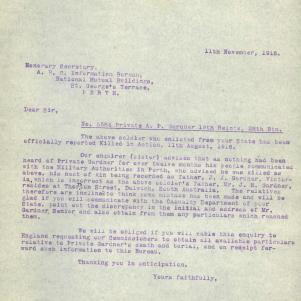 11th November, 1918.
Honorary Secretary,
A. R. C. Information Bureau,
National Mutual Buildings,
St. George's Terrace,
P E R T H.
Dear Sir,
No. Private A. P. Gardner 10th Reints, 28th Btn.
The above soldier who enlisted from your State has been
officially reported Killed in Action, 11th August, 1918.
Our enquirer (sister) advises that as nothing had been
heard of Private Gardner for over twelve months his people communicated
with the Military Authorities in Perth, who advised he was killed as
above, his next of kin being recorded as father, J. J. Gardner, Victor-
ia, which is incorrect as the above soldier's father, Mr. J. H. Gardner,
resides at Street, Dulwich, South Australia. The relations
therefore are inclined to think some error has been made and will be
glad if you will communicate with the Casualty Department of your
State, point out the discrepancy in the initial and address of Mr.
Gardner, Senior and also obtain from them any particulars which reached
them.
We will be obliged if you will cable this enquiry to
England requesting our Commissioners to obtain all available particulars
relative to Private Gardner's death and burial, and on receipt for-
ward such information to this Bureau.
Thanking you in anticipation.
Yours faithfully,